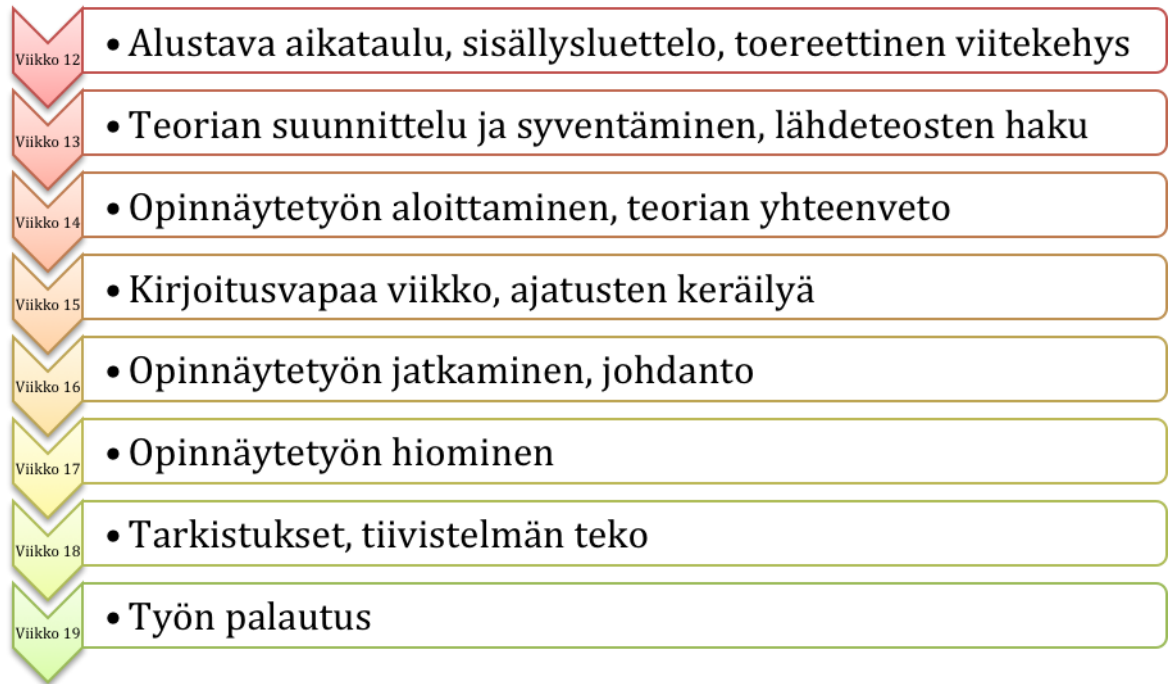 Viikko 12
• Alustava aikataulu, sisällysluettelo, toereettinen viitekehys
Viikko 13
• Teorian suunnittelu ja syventäminen, lähdeteosten haku
Viikko 14
• Opinnäytetyön aloittaminen, teorian yhteenveto
Viikko 15
• Kirjoitusvapaa viikko, ajatusten keräilyä
Viikko 16
• Opinnäytetyön jatkaminen, johdanto
Viikko 17
• Opinnäytetyön hiominen
Viikko 18
• Tarkistukset, tiivistelmän teko
Viikko 19
• Työn palautus